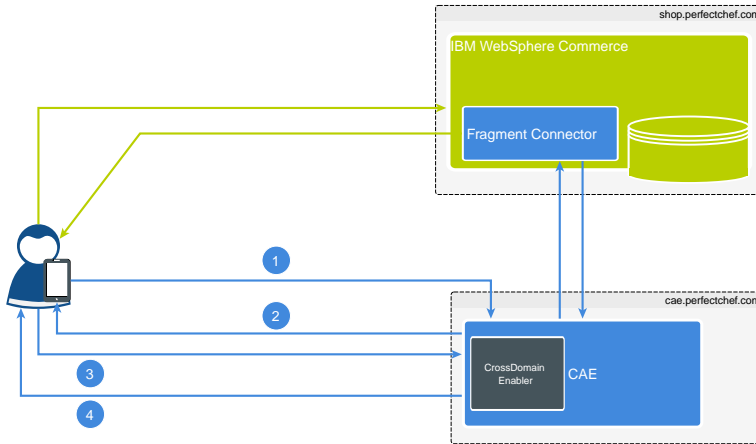 shop.perfectchef.com
IBM WebSphere Commerce
Fragment Connector
1
cae.perfectchef.com
2
CrossDomain
Enabler
CAE
3
4